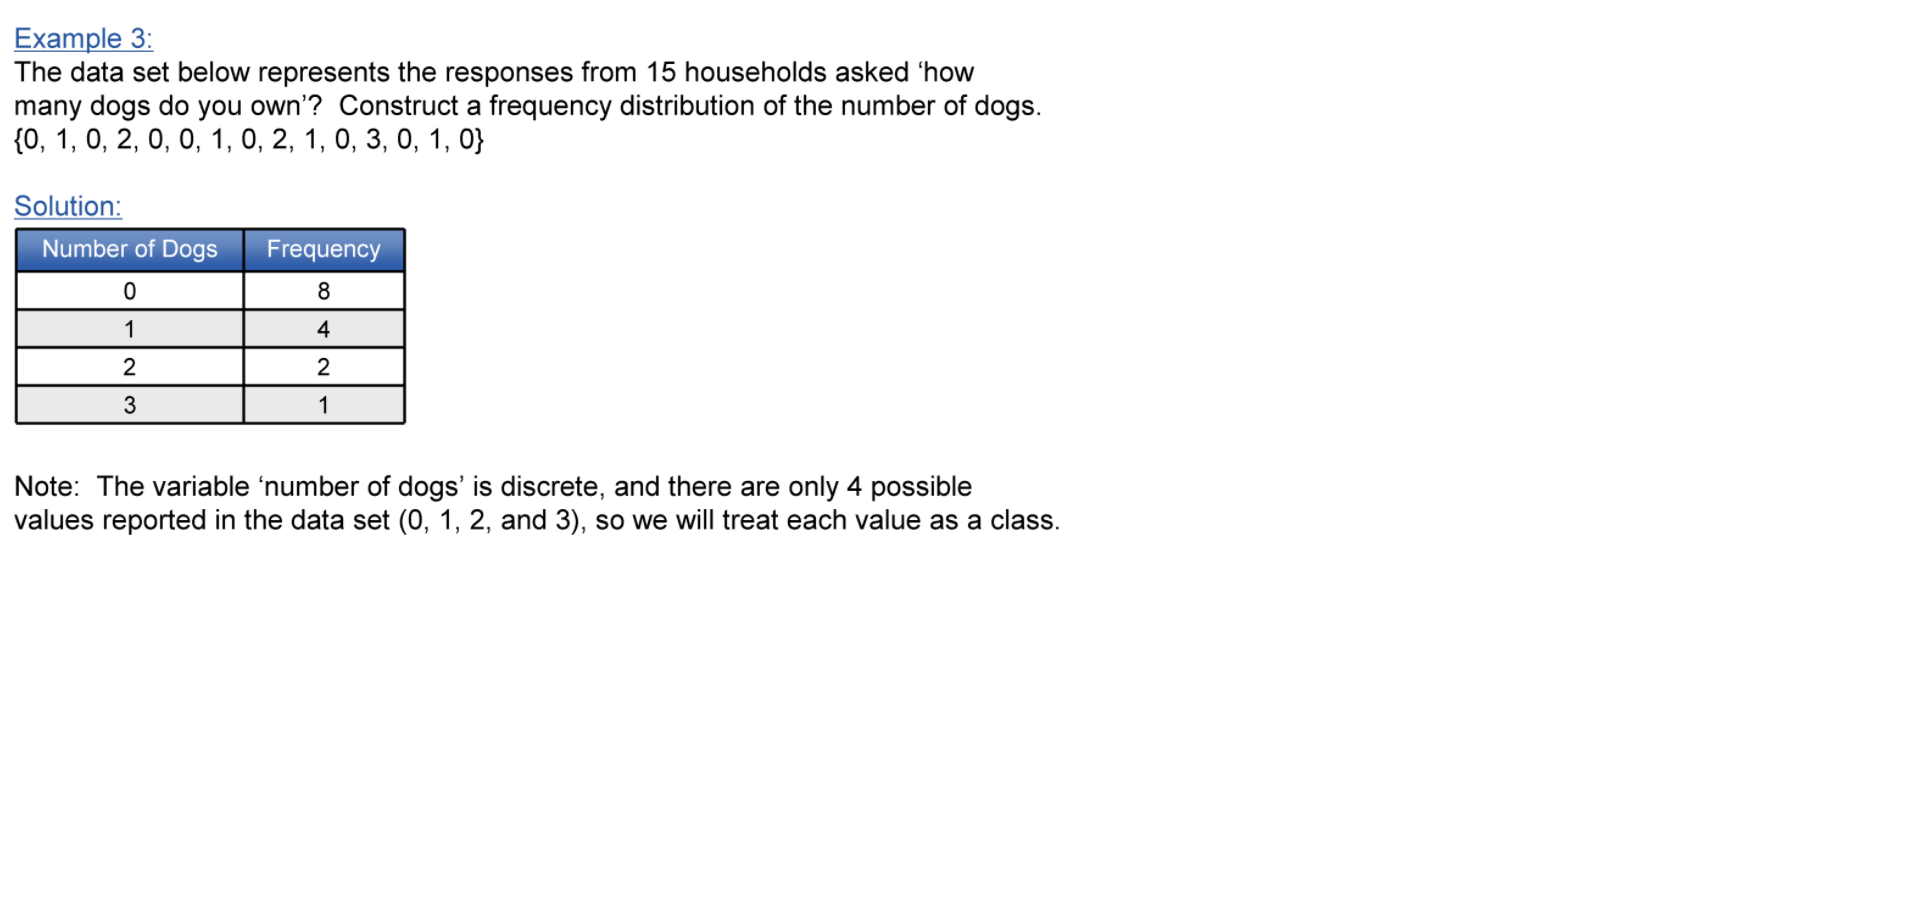 Example 3:
The data set below represents the responses from 15 households asked ‘how
many dogs do you own’?  Construct a frequency distribution of the number of dogs.
{0, 1, 0, 2, 0, 0, 1, 0, 2, 1, 0, 3, 0, 1, 0}
Solution:
Number of Dogs Frequency
0 8
1 4
2 2
3 1
Note:  The variable ‘number of dogs’ is discrete, and there are only 4 possible
values reported in the data set (0, 1, 2, and 3), so we will treat each value as a class.